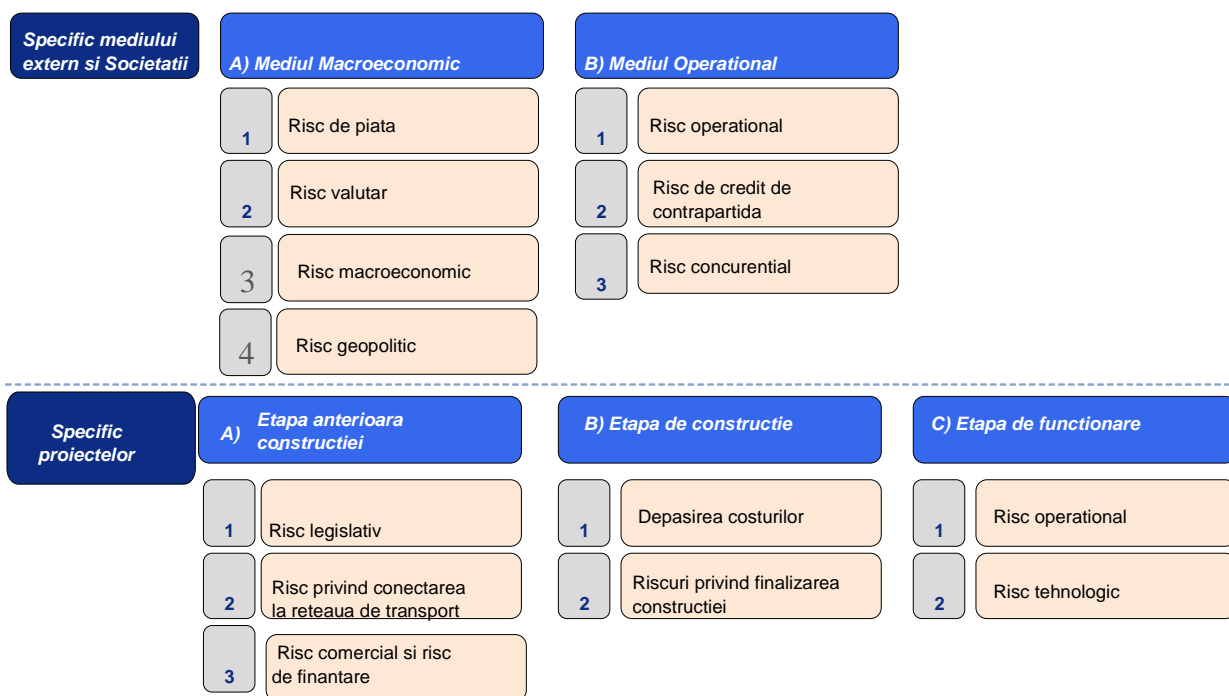 Specific mediului
extern si Societatii
A) Mediul Macroeconomic
1
Risc de piata
2
Risc valutar
3
Risc macroeconomic
4
Risc geopolitic
B) Mediul Operational
1
Risc operational
2
Risc de credit de
contrapartida
3
Risc concurential
Specific
proiectelor
A) Etapa anterioara
constructiei
1
Risc legislativ
2
Risc privind conectarea
la reteaua de transport
3
Risc comercial si risc
de finantare
B) Etapa de constructie
1
Depasirea costurilor
2
Riscuri privind finalizarea
constructiei
C) Etapa de functionare
1
Risc operational
2
Risc tehnologic